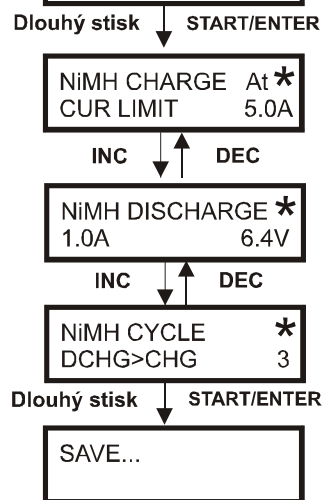 Dlouhý stisk START/ENTER
NiMH CHARGE At *
CUR LIMIT 5.0A
INC DEC
NiMH DISCHARGE *
1.0A 6.4V
INC DEC
NiMH CYCLE *
DCHG>CHG 3
Dlouhý stisk START/ENTER
SAVE...